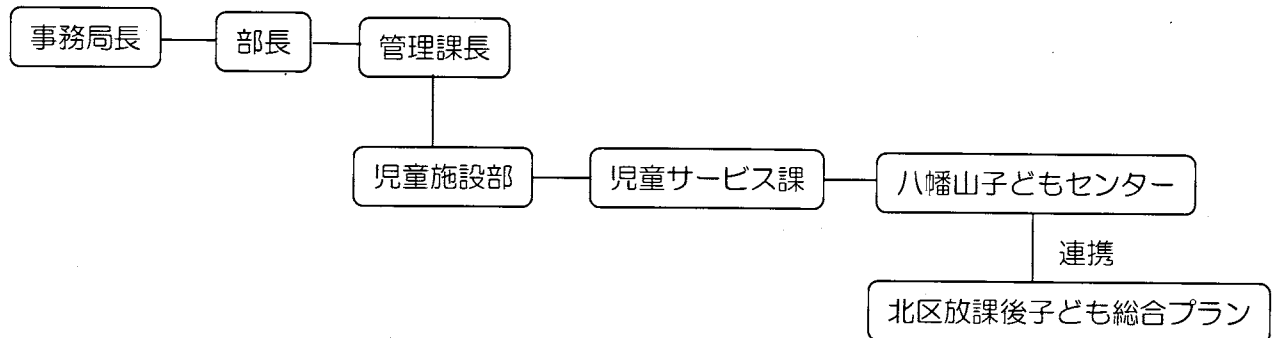 事務局長
部長
管理課長
児童施設部
児童サービス課
八幡山子どもセンター
連携
北区放課後子ども総合プラン